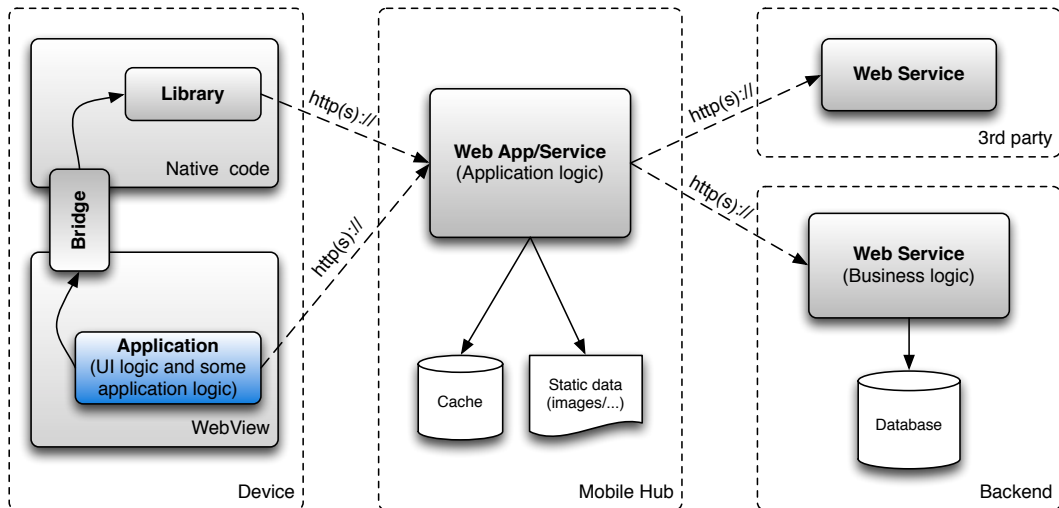 Library
Native code
Bridge
Application
(UI logic and some
application logic)
WebView
Device
http(s)://
http(s)://
Web App/Service
(Application logic)
Cache
Static data
(images/...)
Mobile Hub
http(s)://
http(s)://
Web Service
3rd party
Web Service
(Business logic)
Database
Backend